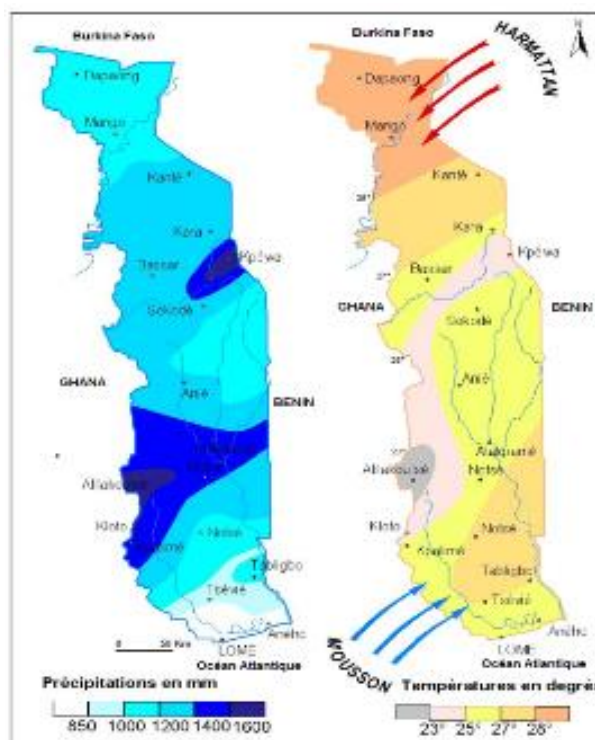 Burkina Faso
Dapaong
Mango
Kanté
Kara
Kpéwa
Bassar
Sokodé
GHANA
Anié
BENIN
Kloto
Notsé
Tabligbo
Tsévié
Aného
LOME
0 50 Km
Océan Atlantique
Précipitations en mm
850 1000 1200 1400 1600
Burkina Faso
HARMATTAN
N
Dapaong
Mango
Kanté
Kara
Kpéwa
Bassar
GHANA
BENIN
Sokodé
Anié
Kloto
Notsé
Tabligbo
Tsévié
Aného
LOME
MOUSSON
Océan Atlantique
Températures en degrés
23° 25° 27° 28°